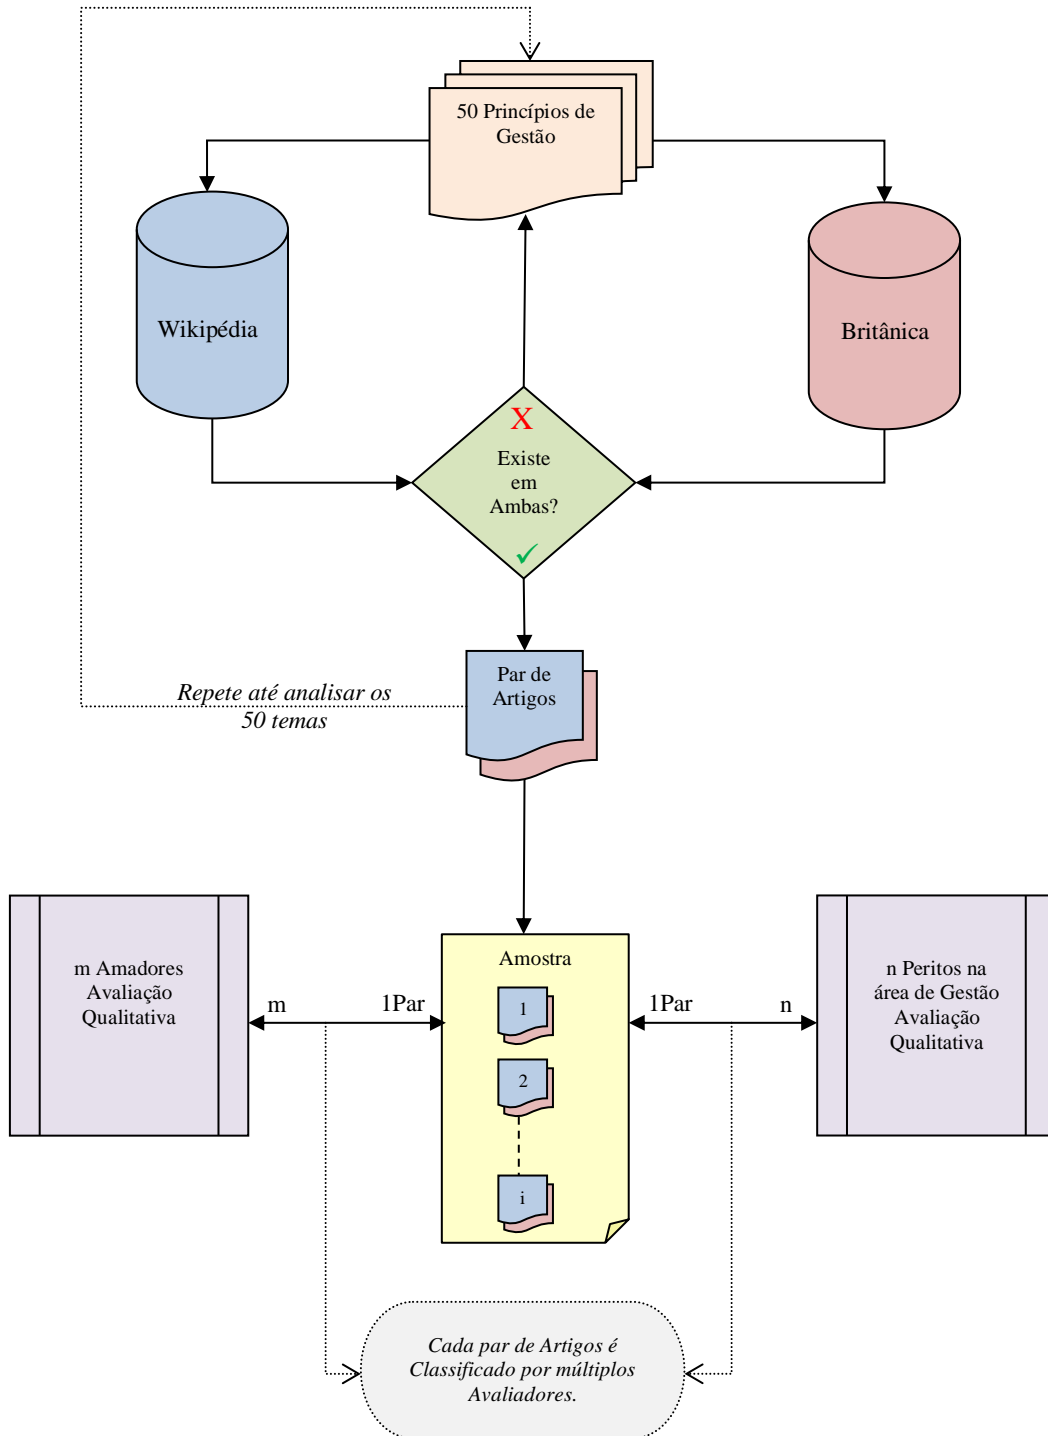 50 Princípios de
Gestão
Wikipédia
Britânica
X
Existe
em
Ambas?
✓
Par de
Artigos
Repete até analisar os
50 temas
m Amadores
Avaliação
Qualitativa
m
1Par
Amostra
1
2
i
1Par
n
n Peritos na
área de Gestão
Avaliação
Qualitativa
Cada par de Artigos é
Classificado por múltiplos
Avaliadores.